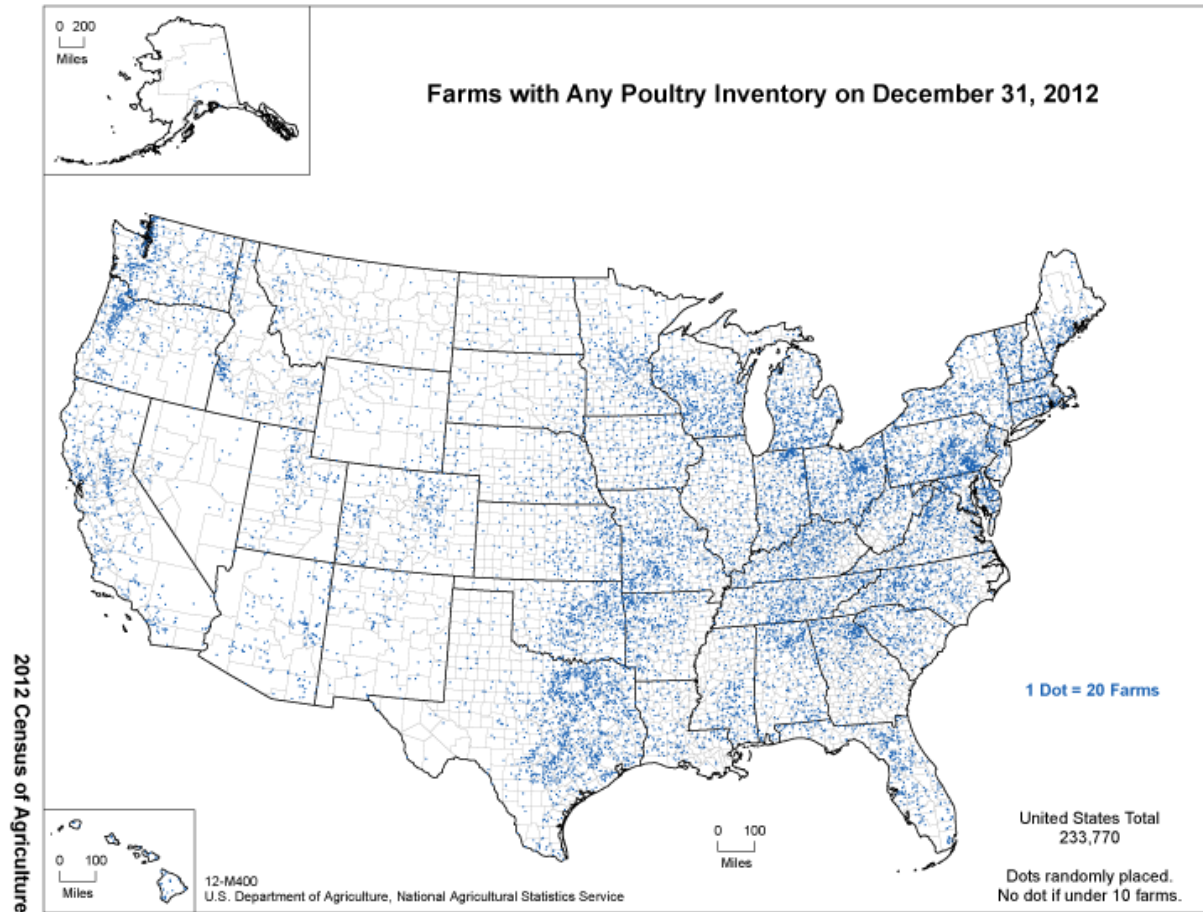 0 200
Miles
Farms with Any Poultry Inventory on December 31, 2012
1 Dot = 20 Farms
United States Total
233,770
Dots randomly placed.
No dot if under 10 farms.
0 100
Miles
0 100
Miles
12-M400
U.S. Department of Agriculture, National Agricultural Statistics Service
2012 Census of Agriculture